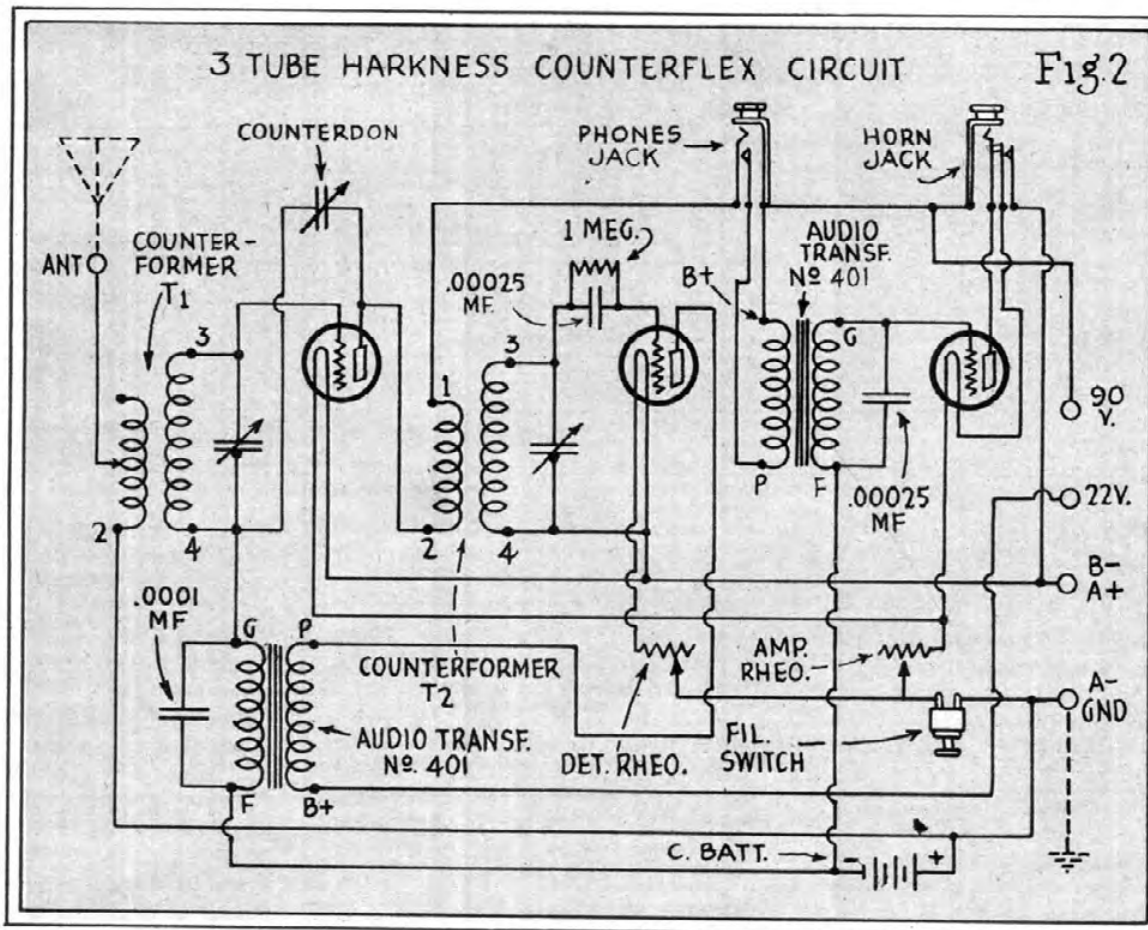 3 TUBE HARKNESS COUNTERFLEX CIRCUIT
Fig.2
COUNTERDON
PHONES
JACK
HORN
JACK
ANT
COUNTER-
FORMER
T1
1 MEG.
.00025
MF.
B+
AUDIO
TRANSF.
No 401
3
3
1
G
90
V.
2
4
2
4
P
F
.00025
MF
22V.
B-
A+
.0001
MF
G
P
COUNTERFORMER
T2
AMP.
RHEO.
A-
GND
AUDIO TRANSF.
No. 401
DET. RHEO.
FIL.
SWITCH
F
B+
C. BATT.
-
+